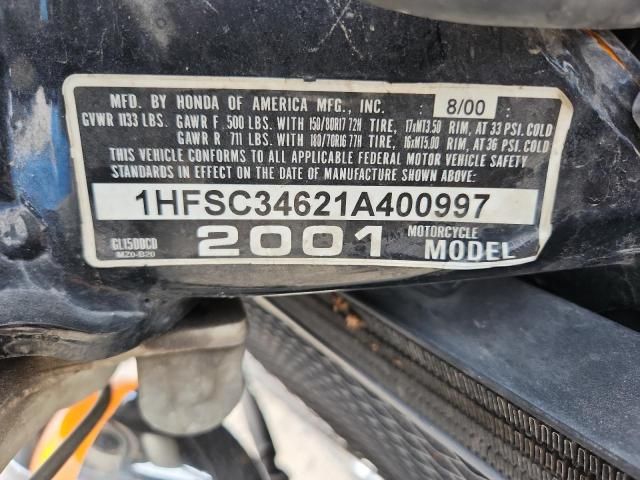 MFD. BY HONDA OF AMERICA MFG., INC. 8/00
GVWR 1133 LBS. GAWR F 500 LBS. WITH 150/80R17 72H TIRE, 17xMT3.50 RIM, AT 33 PSI. COLD
GAWR R 711 LBS. WITH 180/70R16 77H TIRE, 16xMT5.00 RIM, AT 36 PSI. COLD
THIS VEHICLE CONFORMS TO ALL APPLICABLE FEDERAL MOTOR VEHICLE SAFETY
STANDARDS IN EFFECT ON THE DATE OF MANUFACTURE SHOWN ABOVE.
1HFSC34621A400997
GL1500CD 2001 MOTORCYCLE
MZ0-B20 MODEL